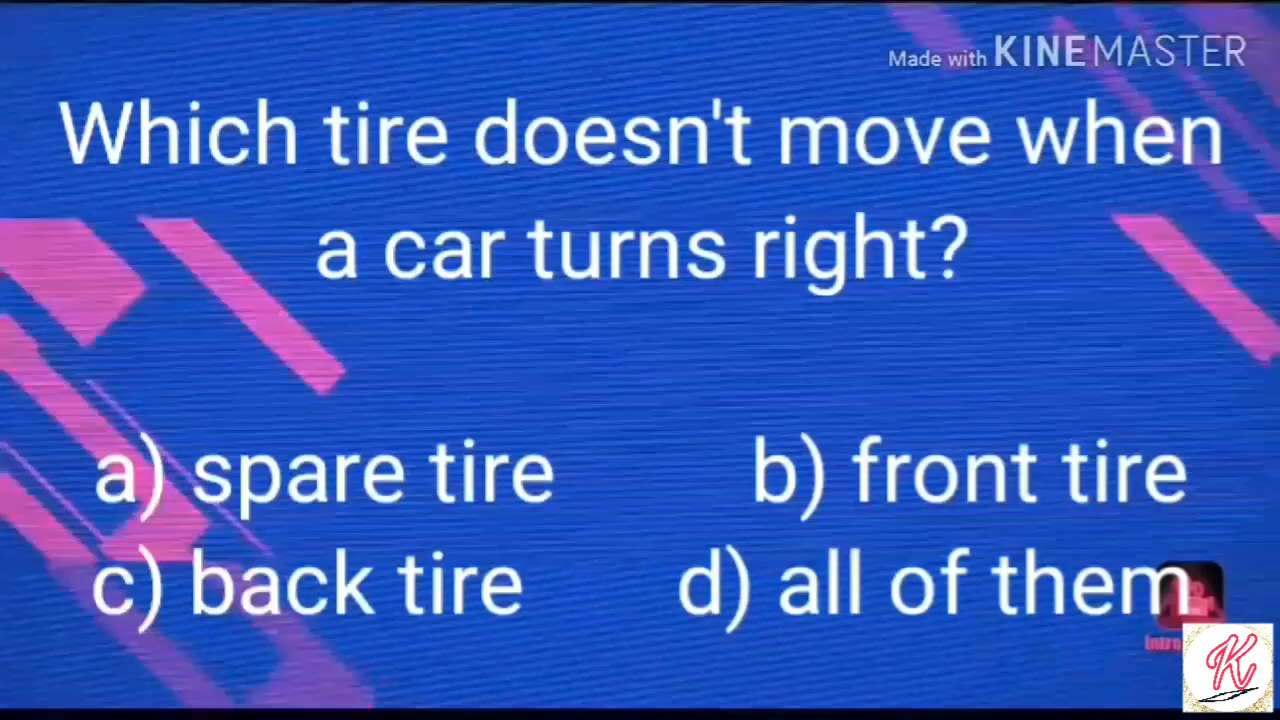 Made with KINEMASTER
Which tire doesn't move when
a car turns right?
a) spare tire b) front tire
c) back tire d) all of them
Intro
K